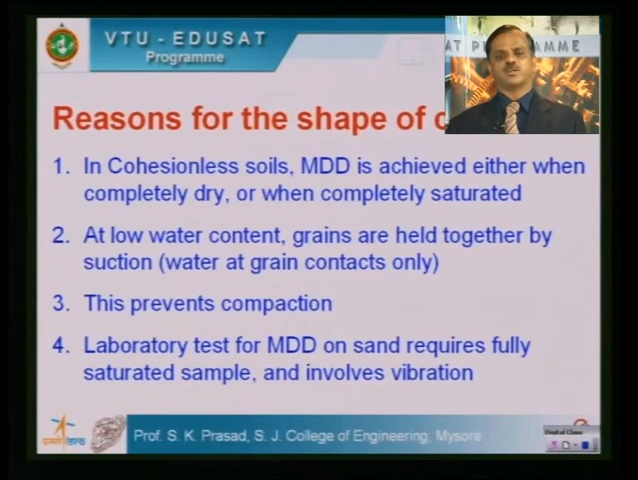 VTU - EDUSAT
Programme
AT PROGRAMME
Reasons for the shape of
1. In Cohesionless soils, MDD is achieved either when
completely dry, or when completely saturated
2. At low water content, grains are held together by
suction (water at grain contacts only)
3. This prevents compaction
4. Laboratory test for MDD on sand requires fully
saturated sample, and involves vibration
Prof. S. K. Prasad, S. J. College of Engineering, Mysore